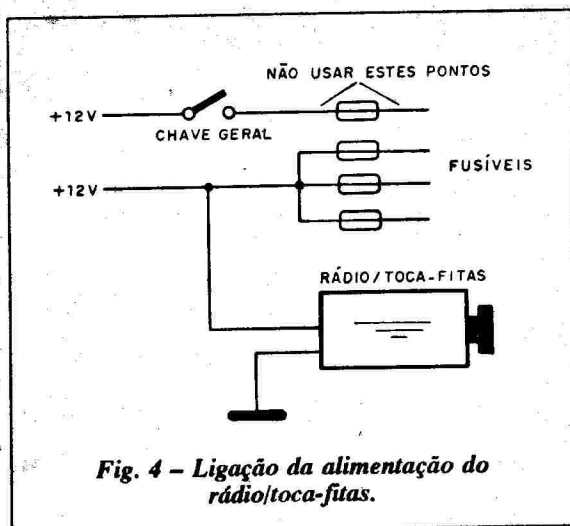 NÃO USAR ESTES PONTOS
+12V
CHAVE GERAL
+12V
FUSÍVEIS
RÁDIO/TOCA-FITAS
Fig. 4 – Ligação da alimentação do
rádio/toca-fitas.